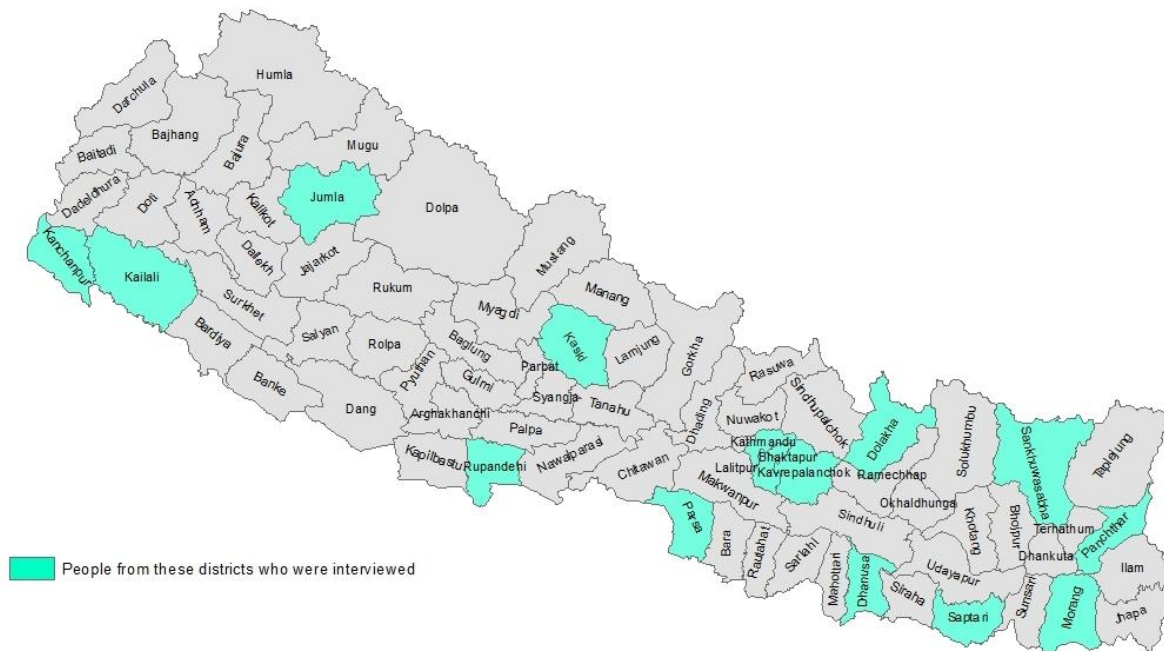 Humla
Darchula
Bajhang
Bajura
Mugu
Baitadi
Dadeldhura
Doti
Achham
Kalikot
Jumla
Dolpa
Kanchanpur
Kailali
Dailekh
Jajarkot
Mustang
Surkhet
Rukum
Manang
Myagdi
Bardiya
Salyan
Rolpa
Baglung
Kaski
Lamjung
Gorkha
Pyuthan
Parbat
Gulmi
Rasuwa
Sindhupalchok
Banke
Dang
Syangja
Tanahu
Arghakhanchi
Dhading
Nuwakot
Dolakha
Solukhumbu
Sankhuwasabha
Taplejung
Palpa
Kathmandu
Bhaktapur
Kapilbastu
Rupandehi
Nawalparasi
Chitawan
Lalitpur
Kavrepalanchok
Ramechhap
Makwanpur
Okhaldhunga
Parsa
Sindhuli
Khotang
Bhojpur
Terhathum
Panchthar
Bara
Rautahat
Sarlahi
Dhankuta
Udayapur
Ilam
Mahottari
Dhanusa
Siraha
Saptari
Sunsari
Morang
Jhapa
People from these districts who were interviewed